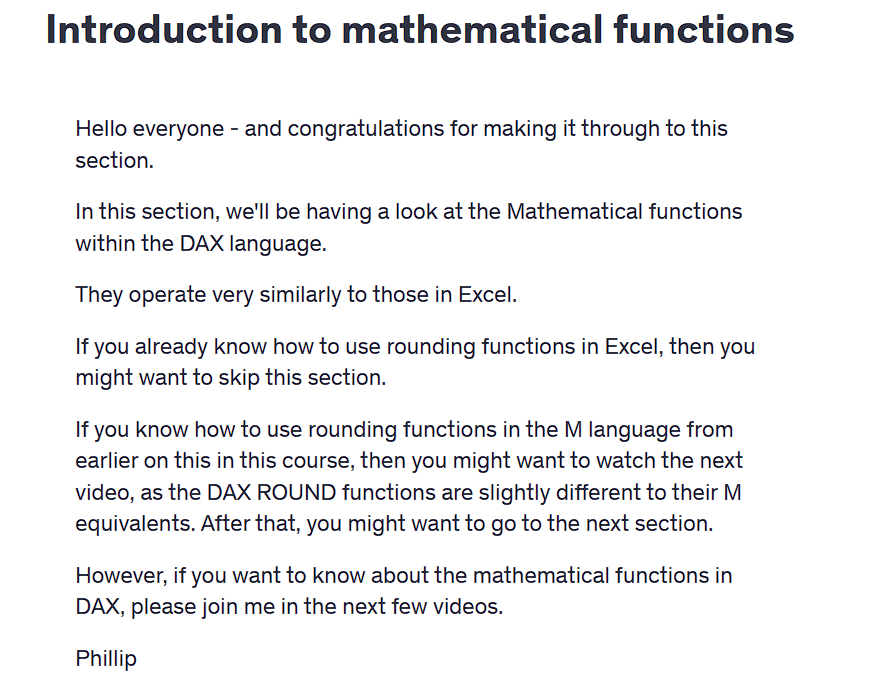 Introduction to mathematical functions
Hello everyone - and congratulations for making it through to this
section.
In this section, we'll be having a look at the Mathematical functions
within the DAX language.
They operate very similarly to those in Excel.
If you already know how to use rounding functions in Excel, then you
might want to skip this section.
If you know how to use rounding functions in the M language from
earlier on this in this course, then you might want to watch the next
video, as the DAX ROUND functions are slightly different to their M
equivalents. After that, you might want to go to the next section.
However, if you want to know about the mathematical functions in
DAX, please join me in the next few videos.
Phillip